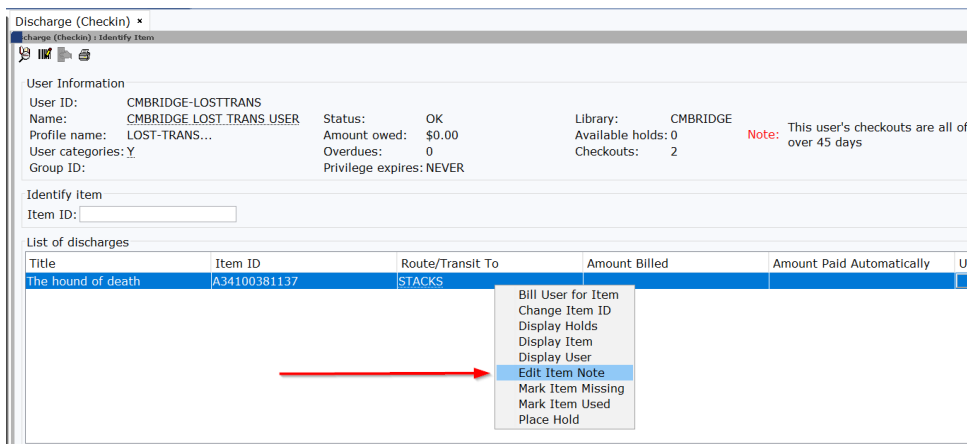 Discharge (Checkin) ×
charge (Checkin) : Identify Item
User Information
User ID: CMBRIDGE-LOSTTRANS
Name: CMBRIDGE LOST TRANS USER Status: OK Library: CMBRIDGE
Profile name: LOST-TRANS... Amount owed: $0.00 Available holds: 0 Note: This user's checkouts are all of
User categories: Y Overdues: 0 Checkouts: 2 over 45 days
Group ID: Privilege expires: NEVER
Identify item
Item ID:
List of discharges
Title Item ID Route/Transit To Amount Billed Amount Paid Automatically U
The hound of death A34100381137 STACKS
Bill User for Item
Change Item ID
Display Holds
Display Item
Display User
Edit Item Note
Mark Item Missing
Mark Item Used
Place Hold